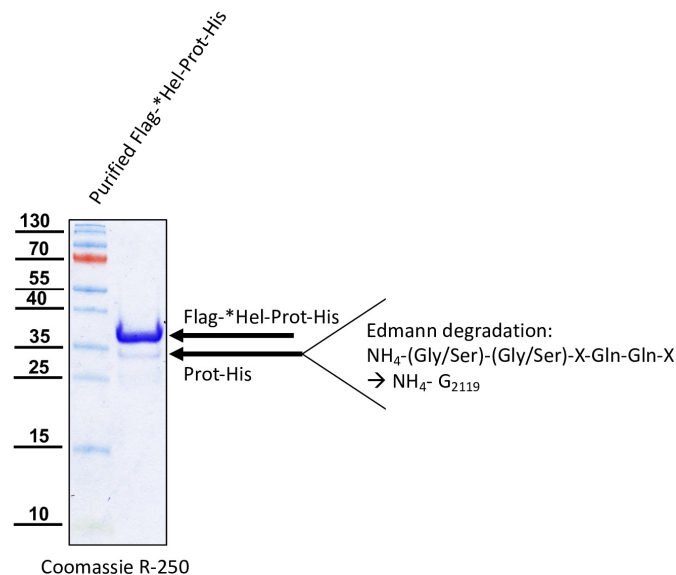 Purified Flag-*Hel-Prot-His
130
70
55
40
35
25
15
10
Flag-*Hel-Prot-His
Prot-His
Edmann degradation:
NH₄-(Gly/Ser)-(Gly/Ser)-X-Gln-Gln-X
→ NH₄- G₂₁₁₉
Coomassie R-250